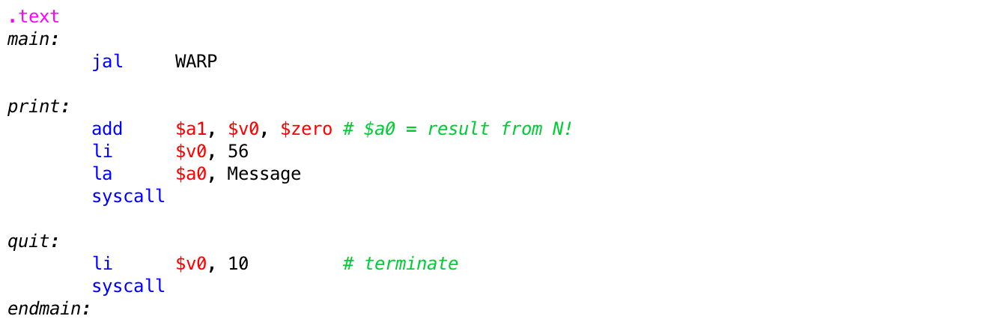 .text
main:
jal WARP
print:
add $a1, $v0, $zero # $a0 = result from N!
li $v0, 56
la $a0, Message
syscall
quit:
li $v0, 10 # terminate
syscall
endmain: